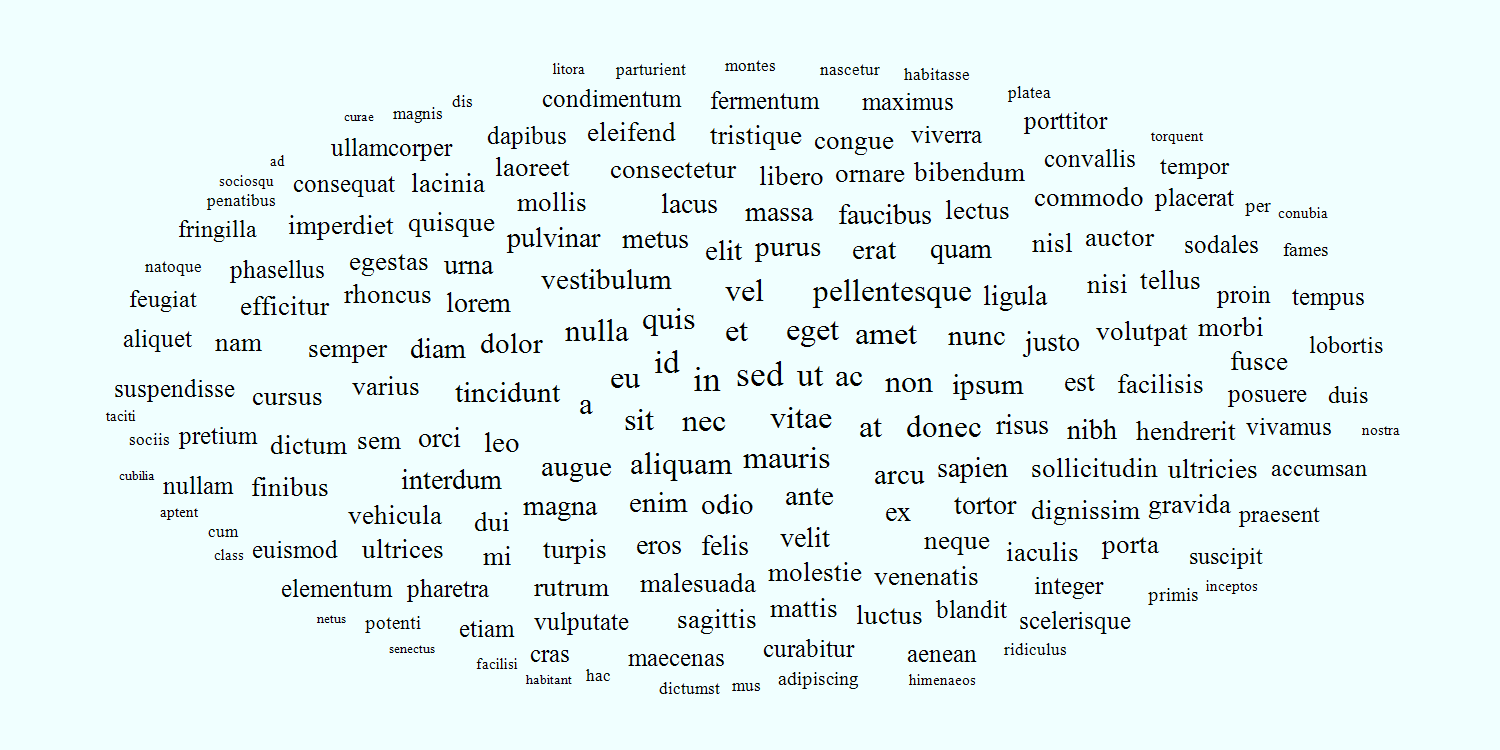 litora parturient montes nascetur habitasse
curae magnis dis condimentum fermentum maximus platea
ullamcorper dapibus eleifend tristique congue viverra porttitor torquent
ad laoreet consectetur libero ornare bibendum convallis tempor
sociosqu consequat lacinia
penatibus mollis lacus massa faucibus lectus commodo placerat per conubia
fringilla imperdiet quisque pulvinar metus elit purus erat quam nisl auctor sodales fames
natoque phasellus egestas urna vestibulum vel pellentesque ligula nisi tellus proin tempus
feugiat efficitur rhoncus lorem
aliquet nam semper diam dolor nulla quis et eget amet nunc justo volutpat morbi lobortis
fusce
suspendisse cursus varius tincidunt a eu id in sed ut ac non ipsum est facilisis posuere duis
taciti
sociis pretium dictum sem orci leo sit nec vitae at donec risus nibh hendrerit vivamus nostra
cubilia nullam finibus interdum augue aliquam mauris arcu sapien sollicitudin ultricies accumsan
aptent vehicula dui magna enim odio ante ex tortor dignissim gravida praesent
cum
class euismod ultrices mi turpis eros felis velit neque iaculis porta suscipit
elementum pharetra rutrum malesuada molestie venenatis integer primis inceptos
netus potenti etiam vulputate sagittis mattis luctus blandit scelerisque
senectus
facilisi cras maecenas curabitur aenean ridiculus
habitant hac dictumst mus adipiscing himenaeos